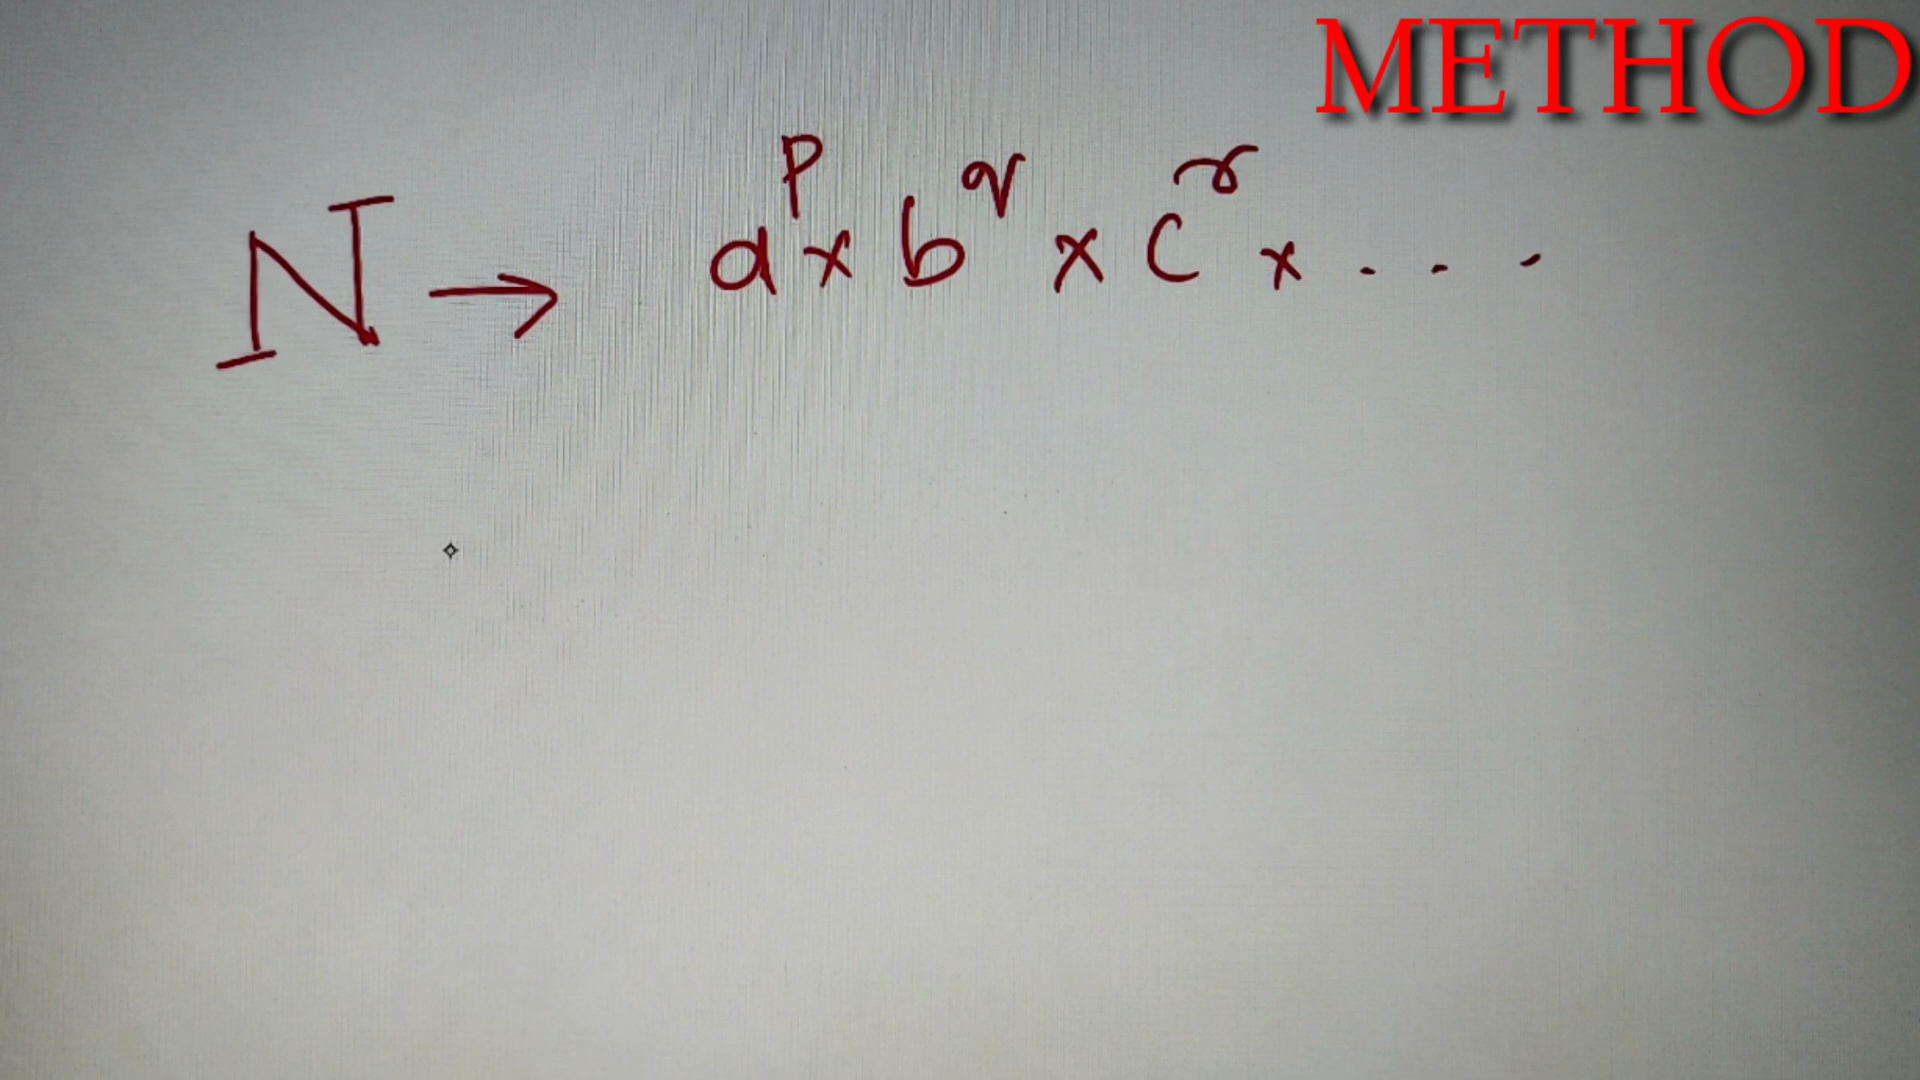 METHOD
N → a^p x b^q x c^r x . . .